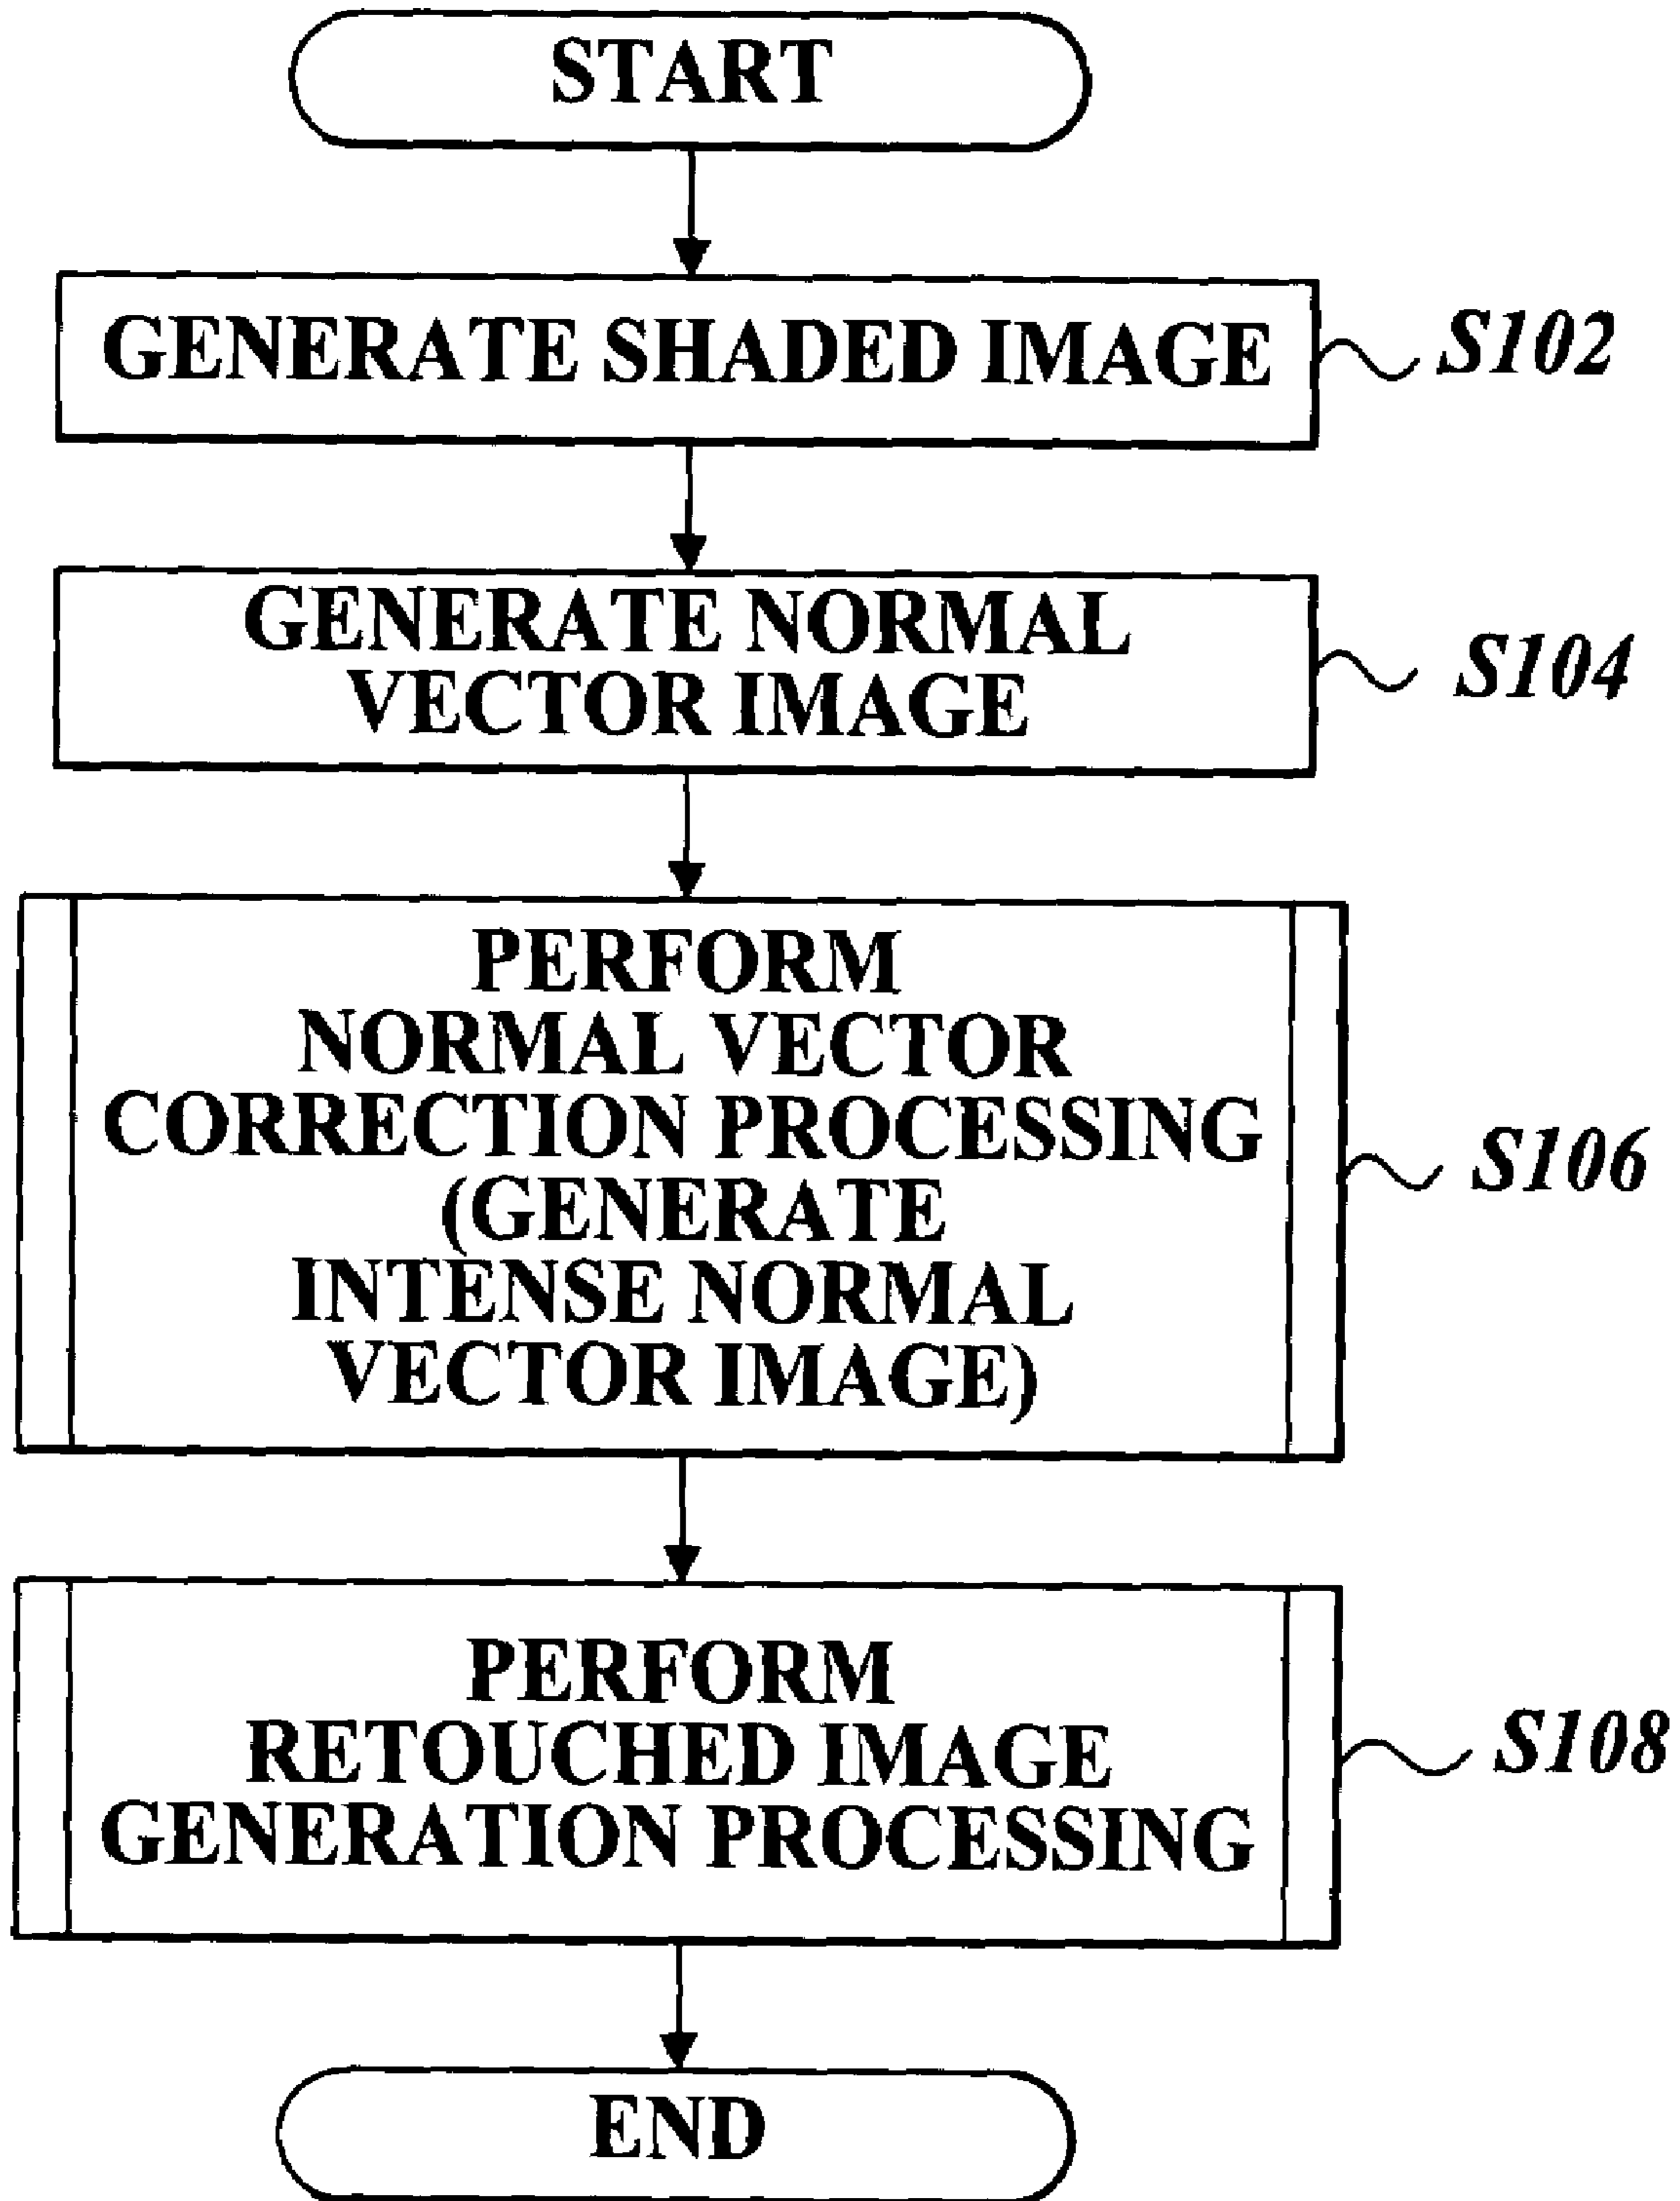 START
GENERATE SHADED IMAGE
S102
GENERATE NORMAL
VECTOR IMAGE
S104
PERFORM
NORMAL VECTOR
CORRECTION PROCESSING
(GENERATE
INTENSE NORMAL
VECTOR IMAGE)
S106
PERFORM
RETOUCHED IMAGE
GENERATION PROCESSING
S108
END